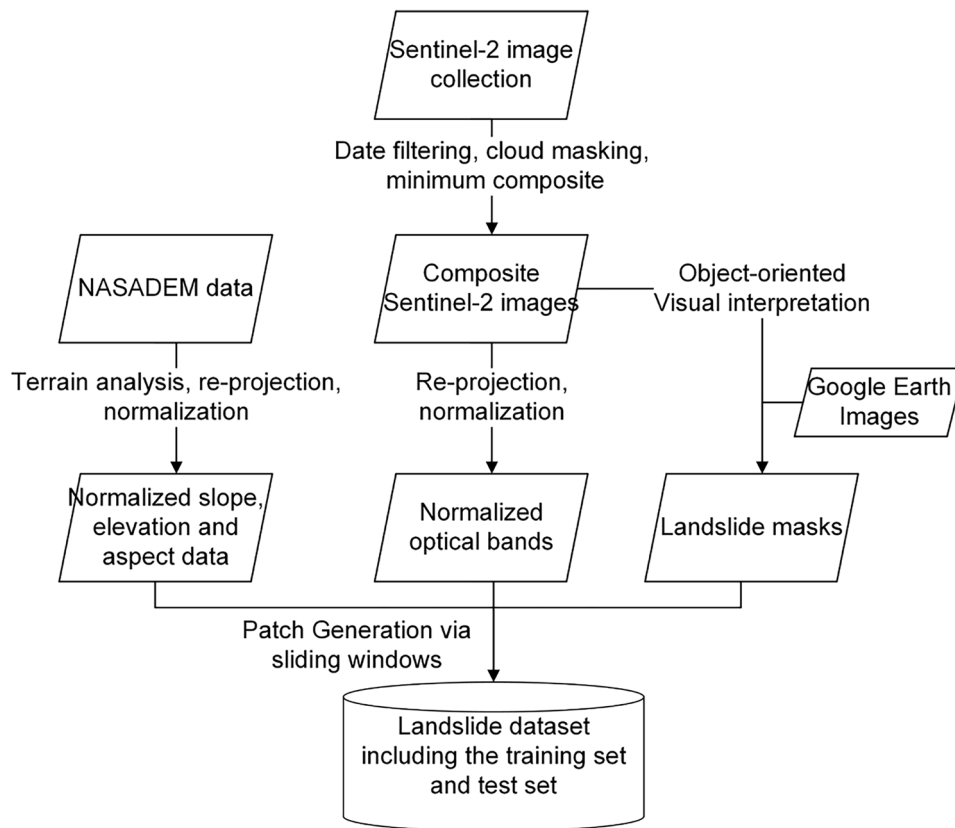 Sentinel-2 image
collection
Date filtering, cloud masking,
minimum composite
NASADEM data
Composite
Sentinel-2 images
Object-oriented
Visual interpretation
Terrain analysis, re-projection,
normalization
Re-projection,
normalization
Google Earth
Images
Normalized slope,
elevation and
aspect data
Normalized
optical bands
Landslide masks
Patch Generation via
sliding windows
Landslide dataset
including the training set
and test set